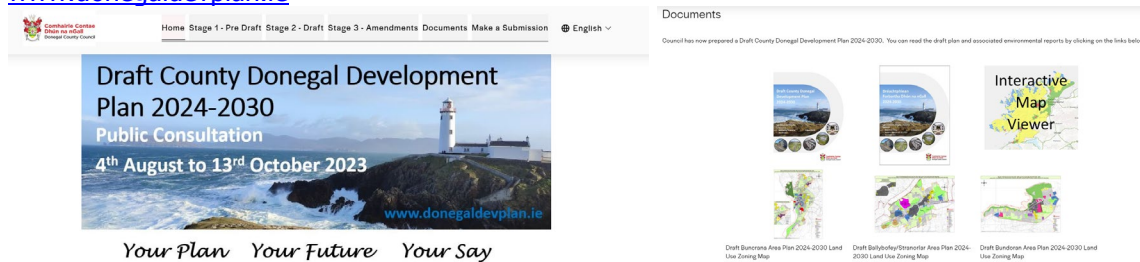 www.donegaldevplan.ie
Comhairle Contae
Dhún na nGall
Donegal County Council
Home Stage 1 - Pre Draft Stage 2 - Draft Stage 3 - Amendments Documents Make a Submission English
Draft County Donegal Development
Plan 2024-2030
Public Consultation
4th August to 13rd October 2023
www.donegaldevplan.ie
Your Plan Your Future Your Say
Documents
Council has now prepared a Draft County Donegal Development Plan 2024-2030. You can read the draft plan and associated environmental reports by clicking on the links belo
Interactive
Map
Viewer
Draft Buncrana Area Plan 2024-2030 Land
Use Zoning Map
Draft Ballybofey/Stranorlar Area Plan 2024-
2030 Land Use Zoning Map
Draft Bundoran Area Plan 2024-2030 Land
Use Zoning Map